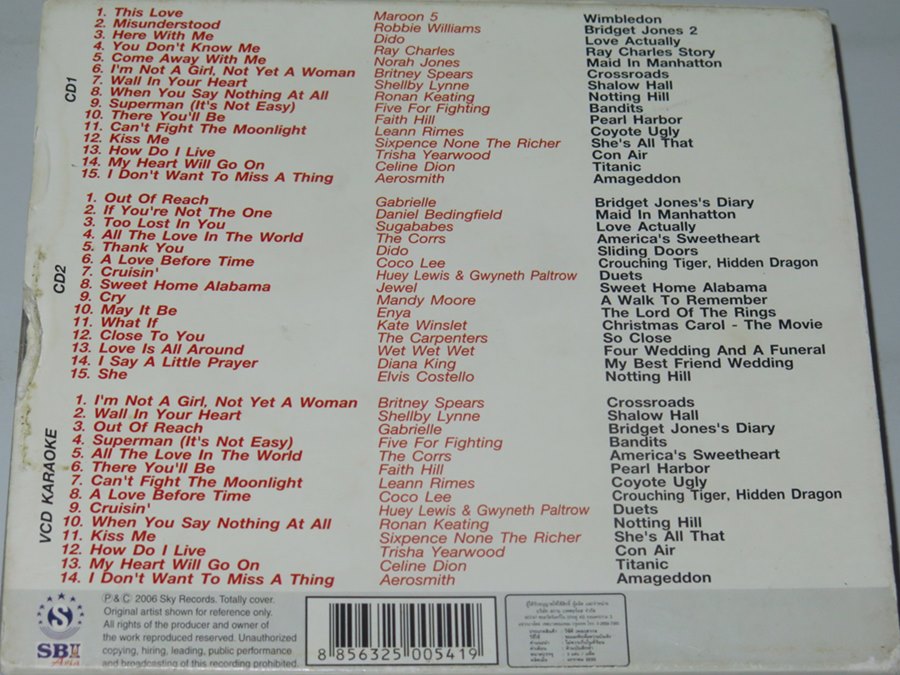 CD1
1. This Love Maroon 5 Wimbledon
2. Misunderstood Robbie Williams Bridget Jones 2
3. Here With Me Dido Love Actually
4. You Don't Know Me Ray Charles Ray Charles Story
5. Come Away With Me Norah Jones Maid In Manhattan
6. I'm Not A Girl, Not Yet A Woman Britney Spears Crossroads
7. Wall In Your Heart Shellby Lynne Shalow Hall
8. When You Say Nothing At All Ronan Keating Notting Hill
9. Superman (It's Not Easy) Five For Fighting Bandits
10. There You'll Be Faith Hill Pearl Harbor
11. Can't Fight The Moonlight Leann Rimes Coyote Ugly
12. Kiss Me Sixpence None The Richer She's All That
13. How Do I Live Trisha Yearwood Con Air
14. My Heart Will Go On Celine Dion Titanic
15. I Don't Want To Miss A Thing Aerosmith Amageddon
CD2
1. Out Of Reach Gabrielle Bridget Jones's Diary
2. If You're Not The One Daniel Bedingfield Maid In Manhatton
3. Too Lost In You Sugababes Love Actually
4. All The Love In The World The Corrs America's Sweetheart
5. Thank You Dido Sliding Doors
6. A Love Before Time Coco Lee Crouching Tiger, Hidden Dragon
7. Cruisin' Huey Lewis & Gwyneth Paltrow Duets
8. Sweet Home Alabama Jewel Sweet Home Alabama
9. Cry Mandy Moore A Walk To Remember
10. May It Be Enya The Lord Of The Rings
11. What If Kate Winslet Christmas Carol - The Movie
12. Close To You The Carpenters So Close
13. Love Is All Around Wet Wet Wet Four Wedding And A Funeral
14. I Say A Little Prayer Diana King My Best Friend Wedding
15. She Elvis Costello Notting Hill
VCD KARAOKE
1. I'm Not A Girl, Not Yet A Woman Britney Spears Crossroads
2. Wall In Your Heart Shellby Lynne Shalow Hall
3. Out Of Reach Gabrielle Bridget Jones's Diary
4. Superman (It's Not Easy) Five For Fighting Bandits
5. All The Love In The World The Corrs America's Sweetheart
6. There You'll Be Faith Hill Pearl Harbor
7. Can't Fight The Moonlight Leann Rimes Coyote Ugly
8. A Love Before Time Coco Lee Crouching Tiger, Hidden Dragon
9. Cruisin' Huey Lewis & Gwyneth Paltrow Duets
10. When You Say Nothing At All Ronan Keating Notting Hill
11. Kiss Me Sixpence None The Richer She's All That
12. How Do I Live Trisha Yearwood Con Air
13. My Heart Will Go On Celine Dion Titanic
14. I Don't Want To Miss A Thing Aerosmith Amageddon
S
SB
Asia
℗ & © 2006 Sky Records. Totally cover.
Original artist shown for reference only.
All rights of the producer and owner of
the work reproduced reserved. Unauthorized
copying, hiring, leading, public performance
and broadcasting of this recording prohibited.
8 856325 005419